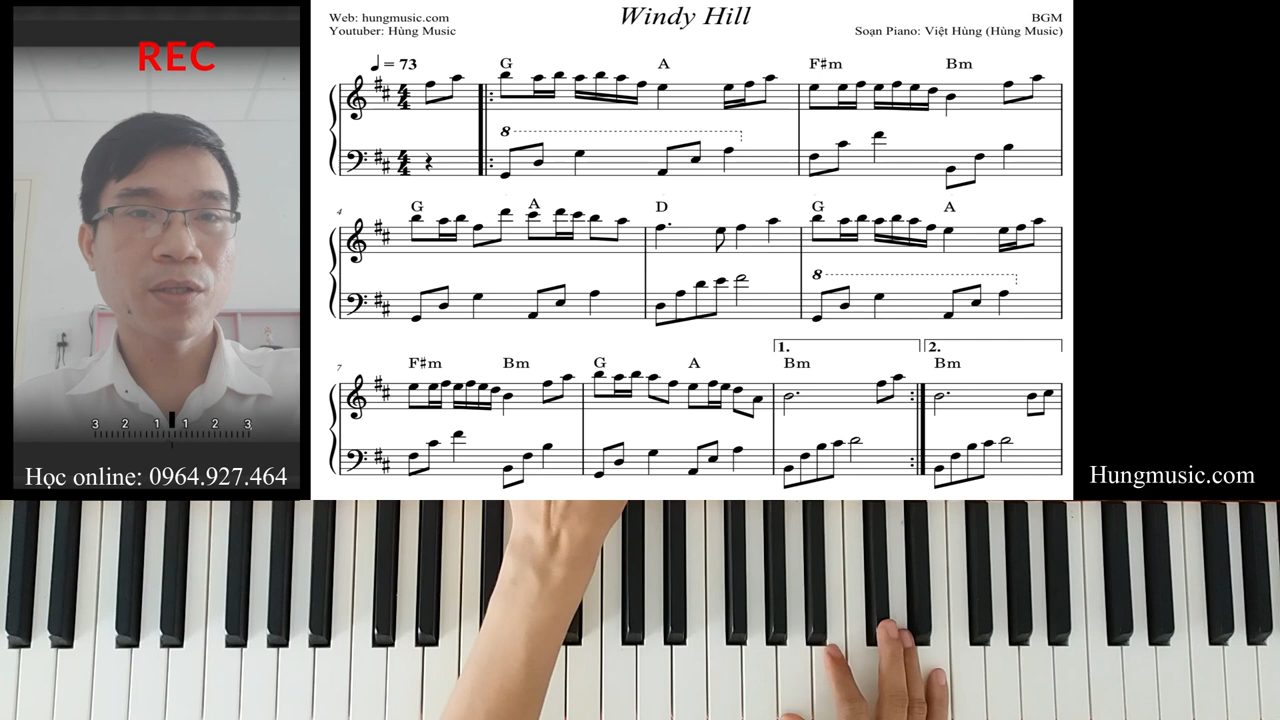 REC
3 2 1 1 2 3
Học online: 0964.927.464
Web: hungmusic.com
Youtuber: Hùng Music
Windy Hill
BGM
Soạn Piano: Việt Hùng (Hùng Music)
= 73
G A F#m Bm
8
4
G A D G A
8
7
F#m Bm G A 1. Bm 2. Bm
Hungmusic.com